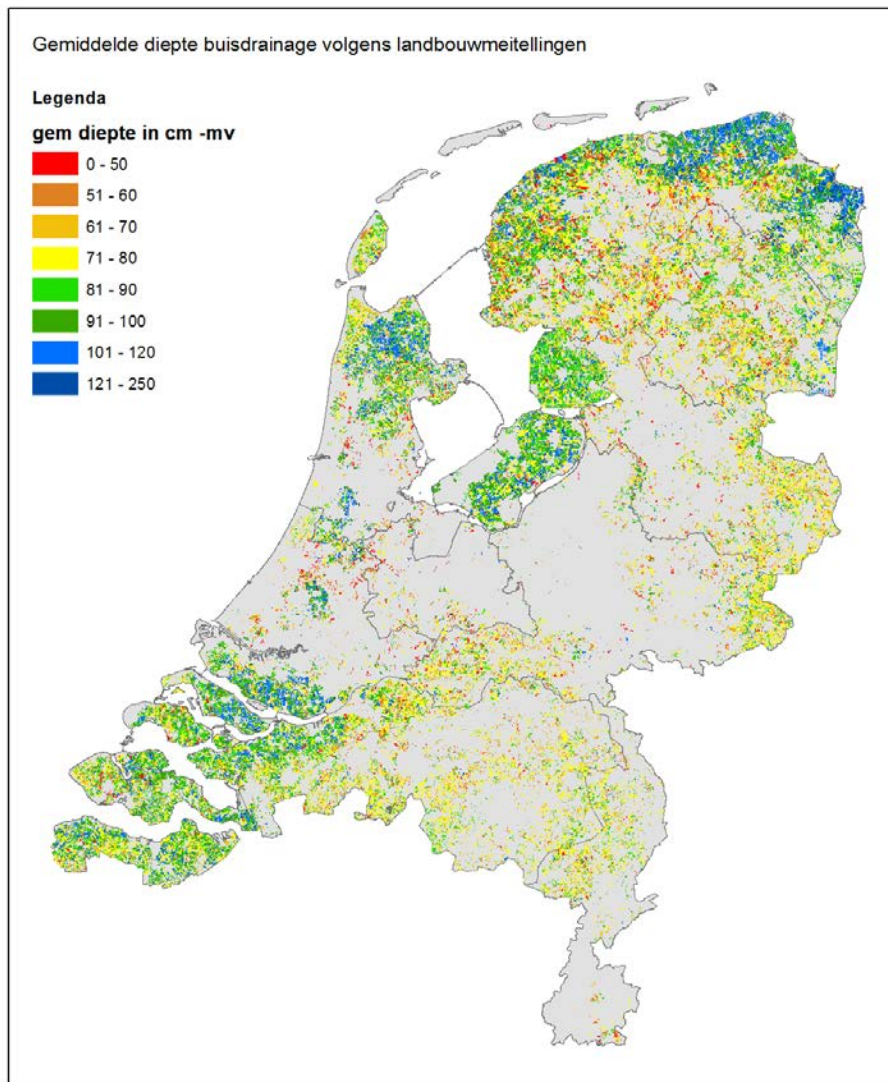 Gemiddelde diepte buisdrainage volgens landbouwmeitellingen
Legenda
gem diepte in cm -mv
0 - 50
51 - 60
61 - 70
71 - 80
81 - 90
91 - 100
101 - 120
121 - 250